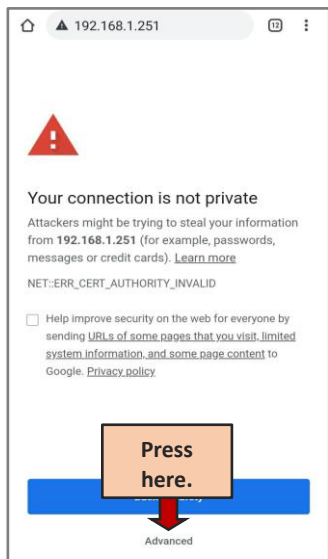 192.168.1.251
12
Your connection is not private
Attackers might be trying to steal your information
from 192.168.1.251 (for example, passwords,
messages or credit cards). Learn more
NET::ERR_CERT_AUTHORITY_INVALID
Help improve security on the web for everyone by
sending URLs of some pages that you visit, limited
system information, and some page content to
Google. Privacy policy
Press
here.
Advanced